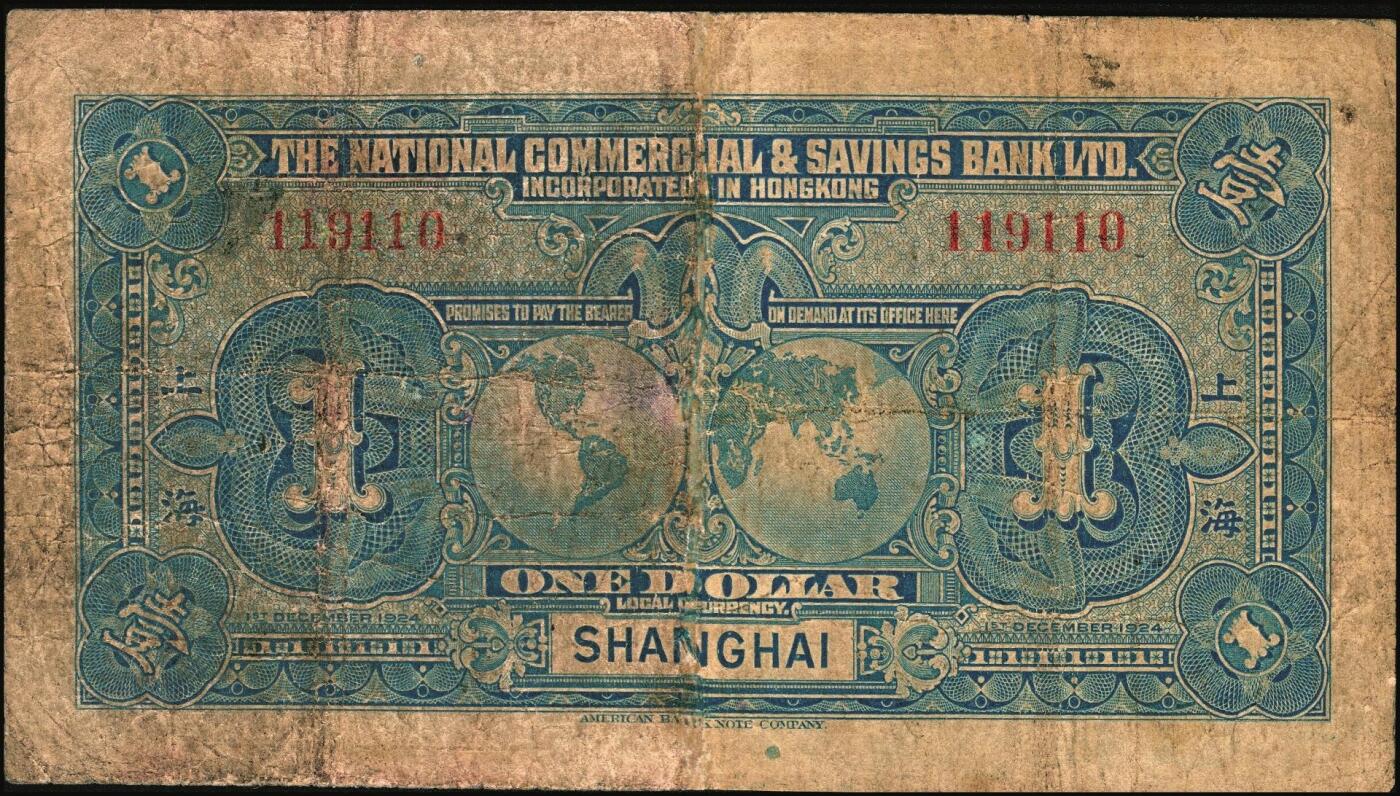 THE NATIONAL COMMERCIAL & SAVINGS BANK LTD.
INCORPORATED IN HONGKONG
119110 119110
PROMISES TO PAY THE BEARER ON DEMAND AT ITS OFFICE HERE
上海 上海
1 1
ONE DOLLAR
LOCAL CURRENCY.
1ST DECEMBER 1924 1ST DECEMBER 1924
SHANGHAI
AMERICAN BANK NOTE COMPANY.